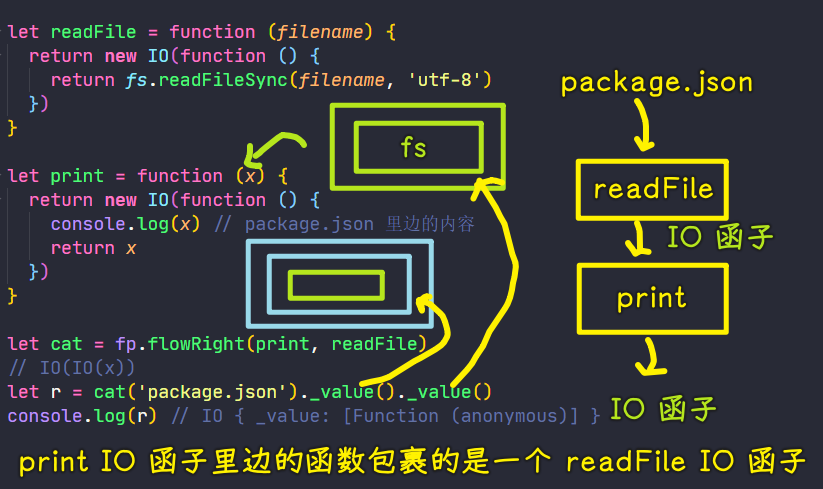 let readFile = function (filename) {
return new IO(function () {
return fs.readFileSync(filename, 'utf-8')
})
}
package.json
fs
let print = function (x) {
readFile
return new IO(function () {
console.log(x) // package.json 里边的内容
IO 函子
return x
})
}
print
let cat = fp.flowRight(print, readFile)
// IO(IO(x))
let r = cat('package.json')._value()._value()
console.log(r) // IO { _value: [Function (anonymous)] }
IO 函子
print IO 函子里边的函数包裹的是一个 readFile IO 函子